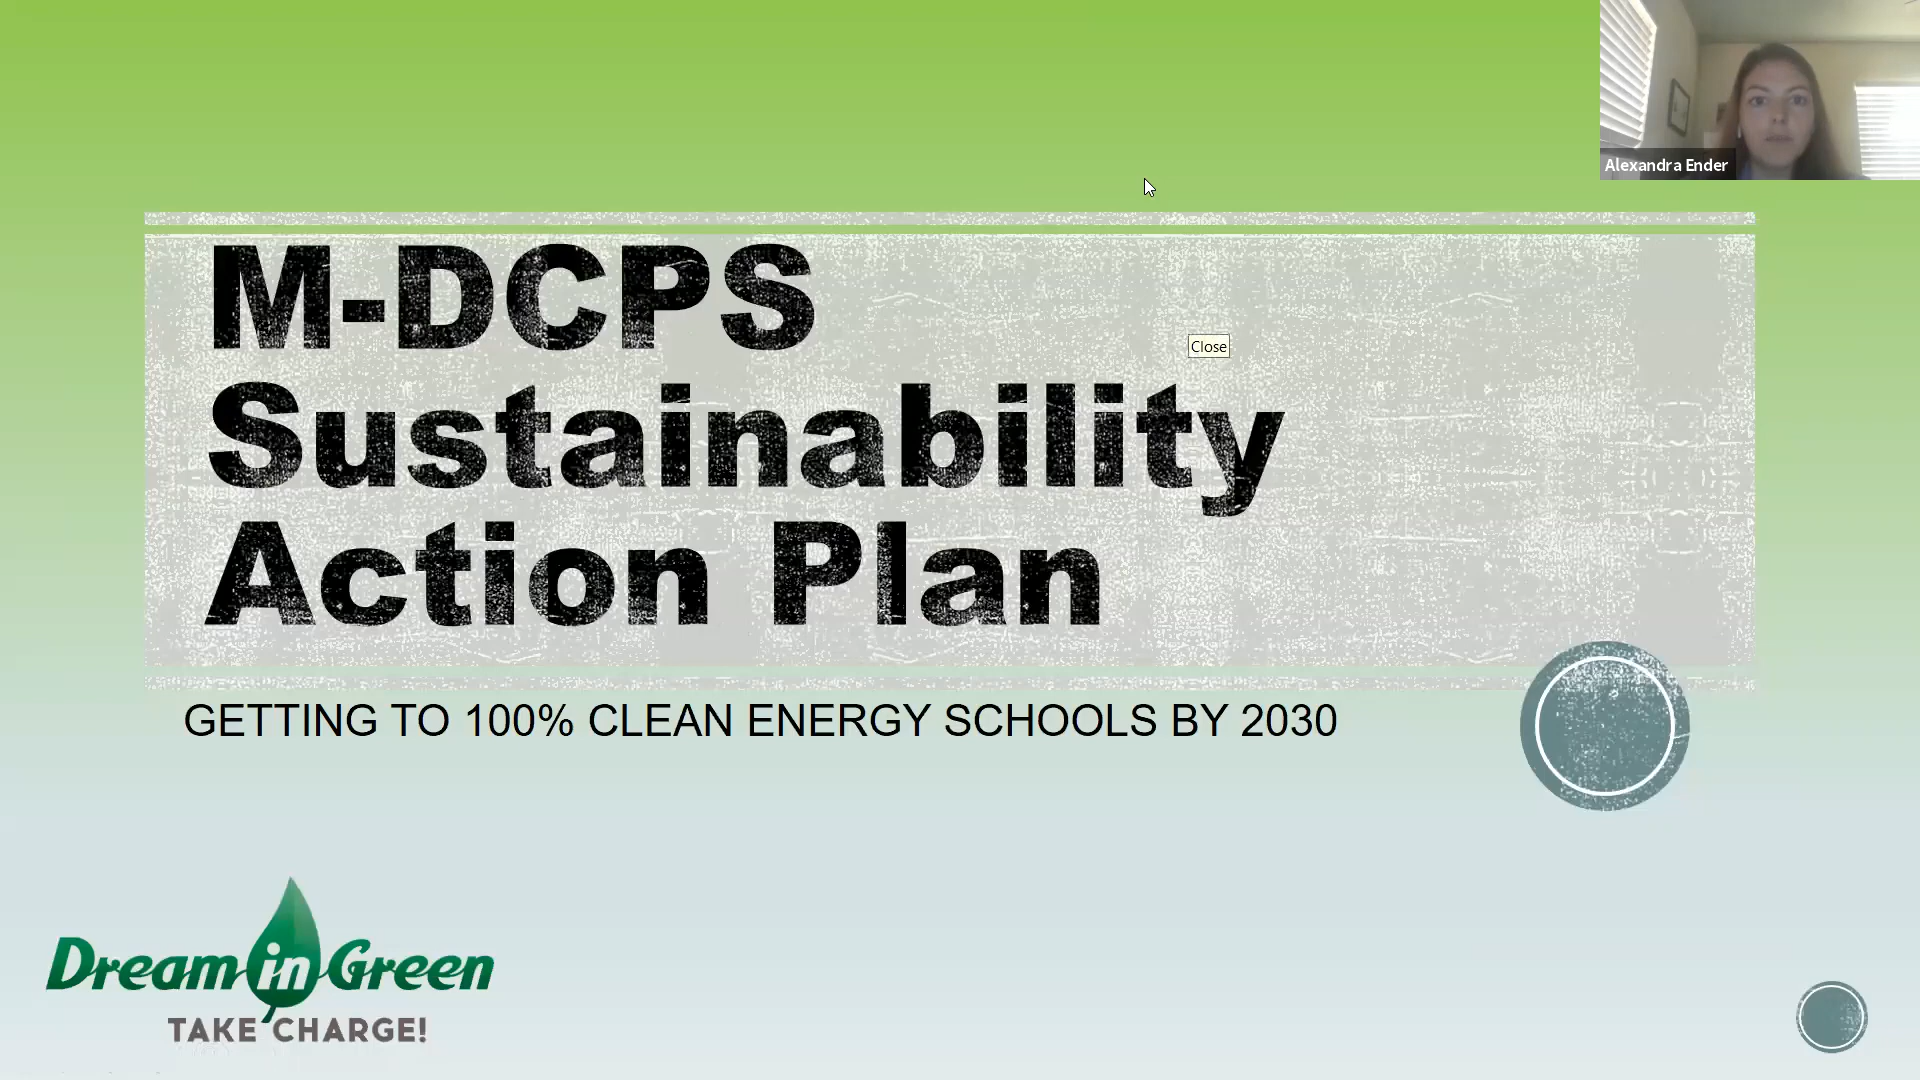 Alexandra Ender
M-DCPS
Close
Sustainability
Action Plan
GETTING TO 100% CLEAN ENERGY SCHOOLS BY 2030
Dream in Green
TAKE CHARGE!